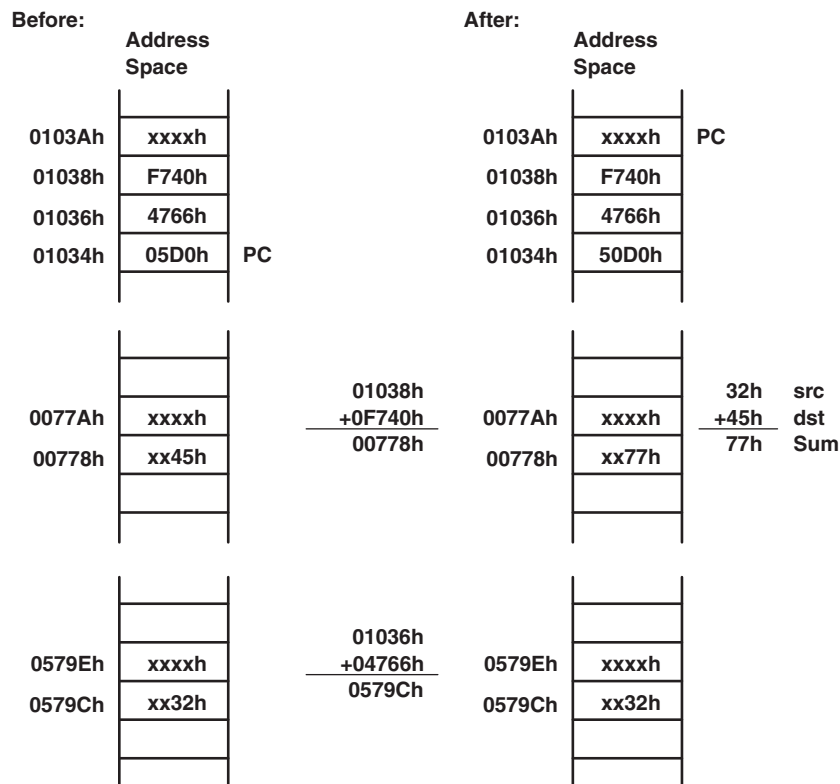 Before:
After:
Address
Space
Address
Space
0103Ah xxxxh
0103Ah xxxxh PC
01038h F740h
01038h F740h
01036h 4766h
01036h 4766h
01034h 05D0h PC
01034h 50D0h
01038h
32h src
0077Ah xxxxh
+0F740h
0077Ah xxxxh
+45h dst
00778h
77h Sum
00778h xx45h
00778h xx77h
01036h
0579Eh xxxxh
+04766h
0579Eh xxxxh
0579Ch
0579Ch xx32h
0579Ch xx32h